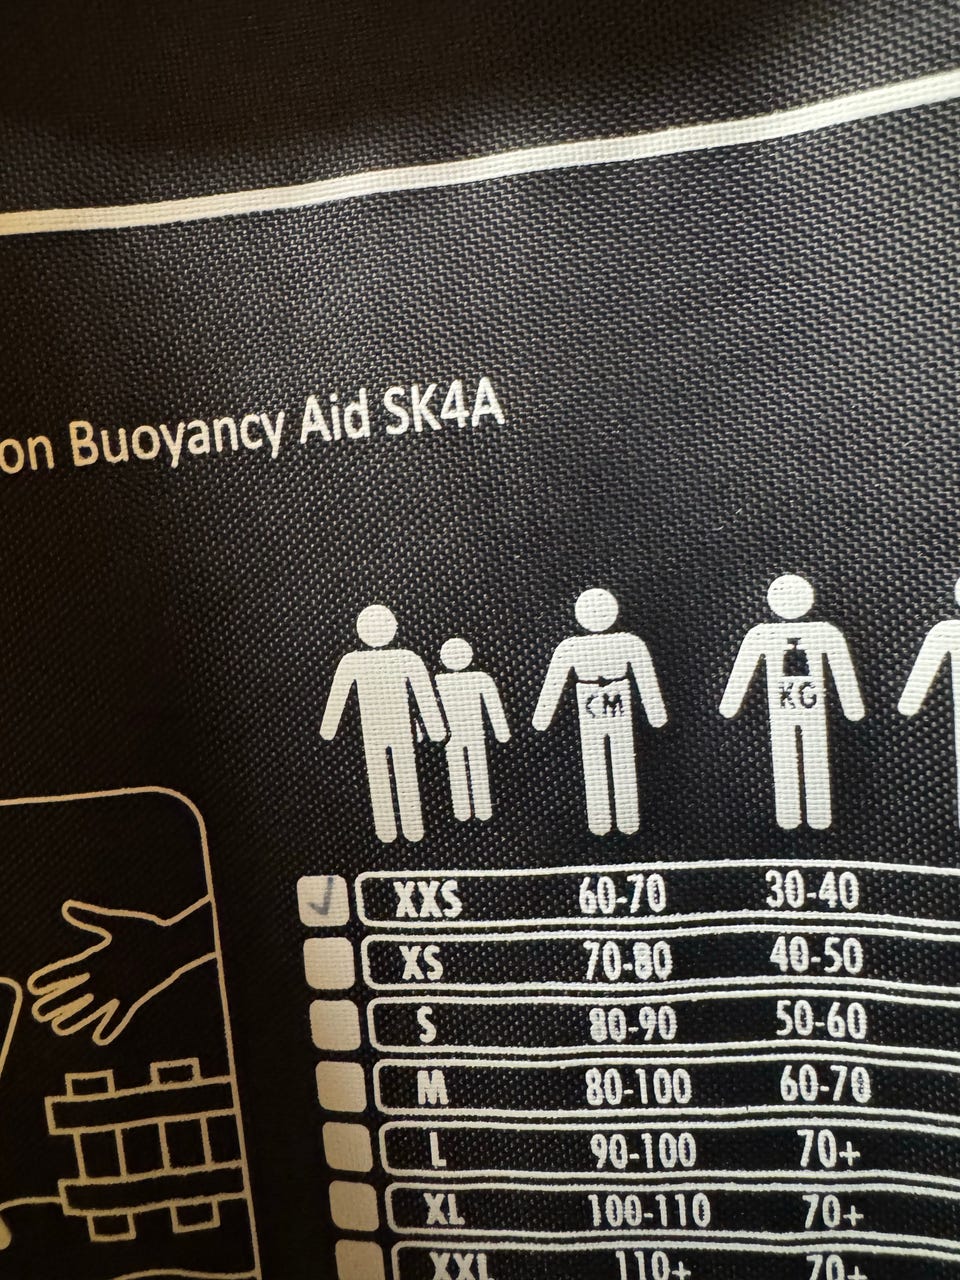 on Buoyancy Aid SK4A
CM KG
XXS 60-70 30-40
XS 70-80 40-50
S 80-90 50-60
M 80-100 60-70
L 90-100 70+
XL 100-110 70+
XXL 110+ 70+